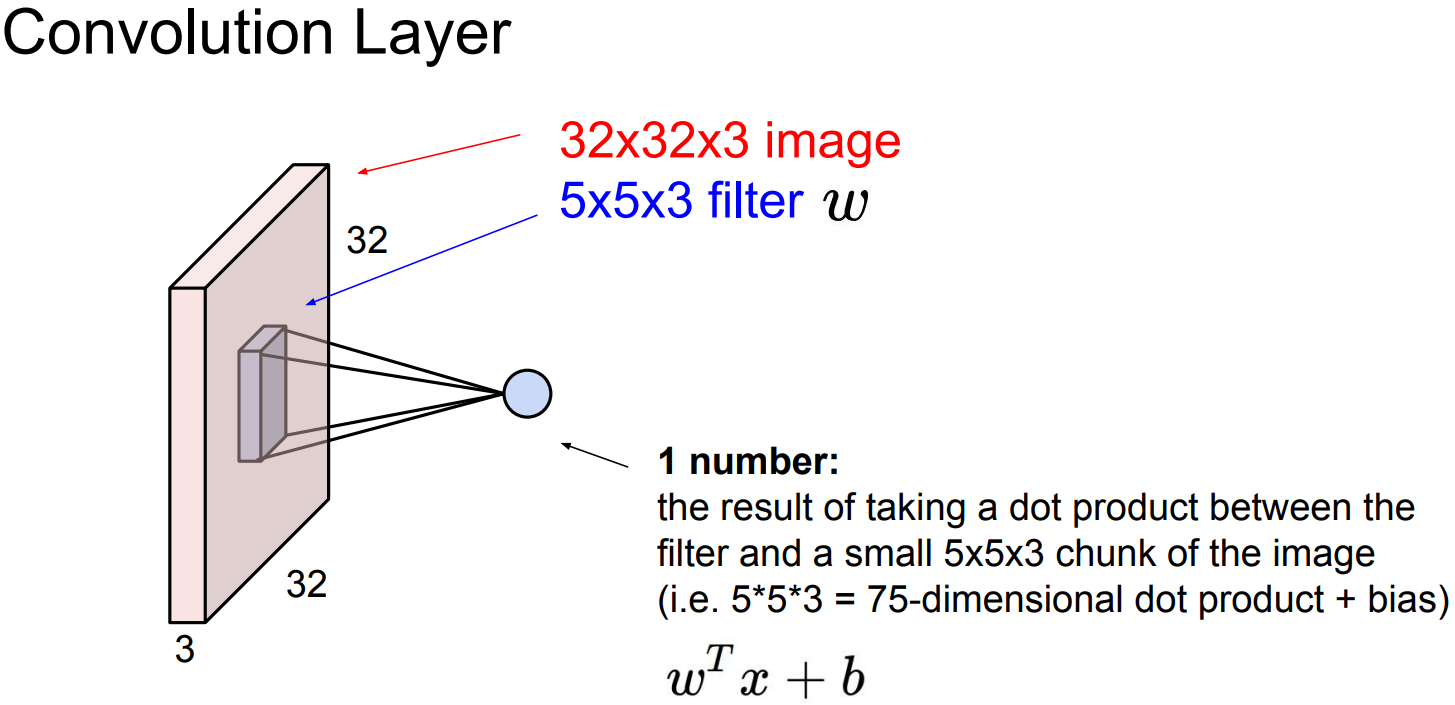 Convolution Layer
32x32x3 image
5x5x3 filter w
32
32
3
1 number:
the result of taking a dot product between the
filter and a small 5x5x3 chunk of the image
(i.e. 5*5*3 = 75-dimensional dot product + bias)
w^T x + b